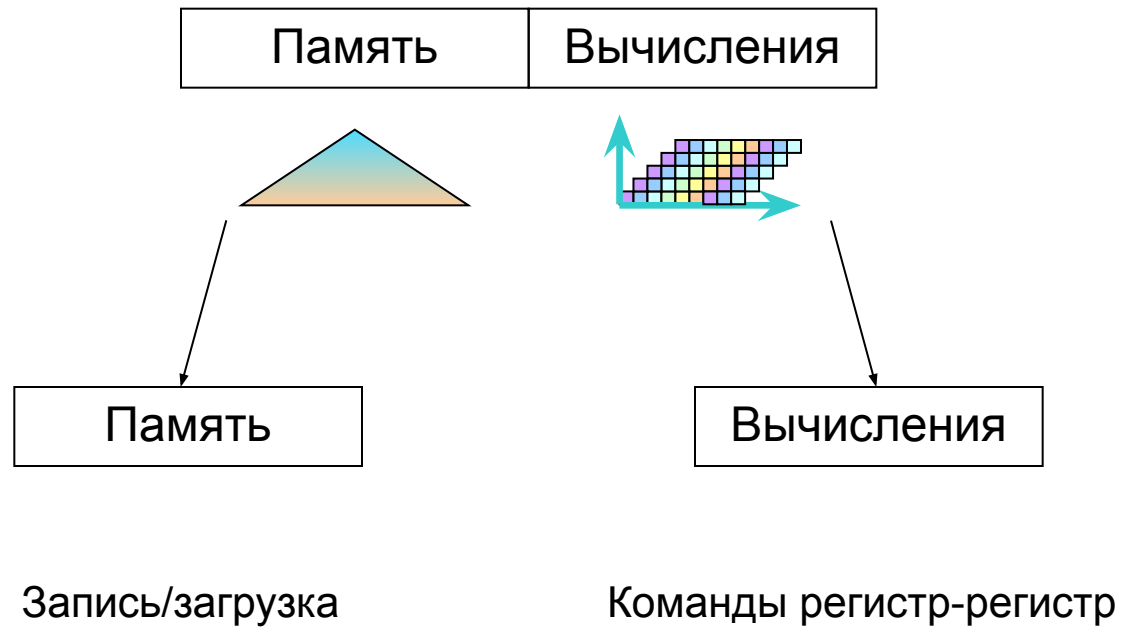 Память Вычисления
Память Вычисления
Запись/загрузка Команды регистр-регистр